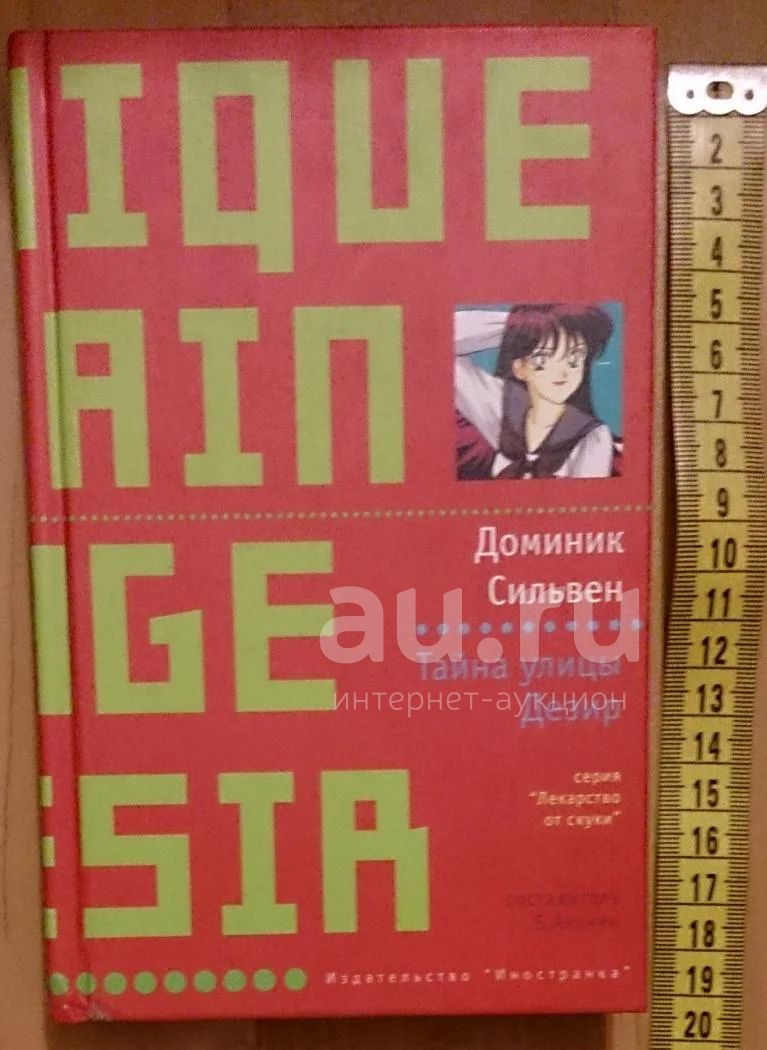 IQUE
AIN
Доминик
Сильвен
GE
au.ru
Тайна улицы
интернет-аукцион
Дезир
серия
"Лекарство
от скуки"
SIR
составитель
Б.Акунин
Издательство "Иностранка"
2
3
4
5
6
7
8
9
10
11
12
13
14
15
16
17
18
19
20